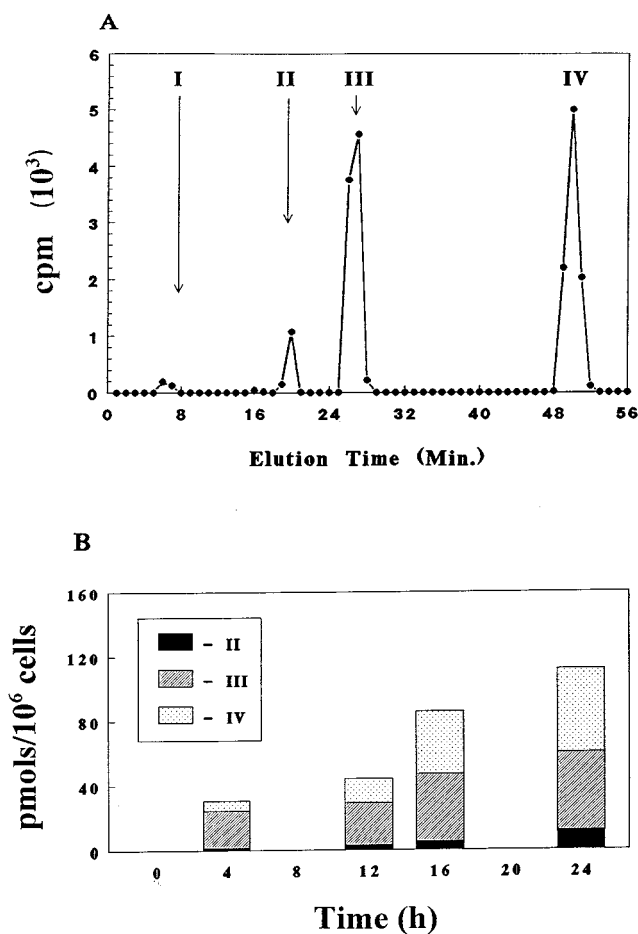 A
I II III IV
6
5
4
3
2
1
0
cpm (10³)
0 8 16 24 32 40 48 56
Elution Time (Min.)
B
160
120
80
40
0
pmols/10⁶ cells
- II
- III
- IV
0 4 8 12 16 20 24
Time (h)